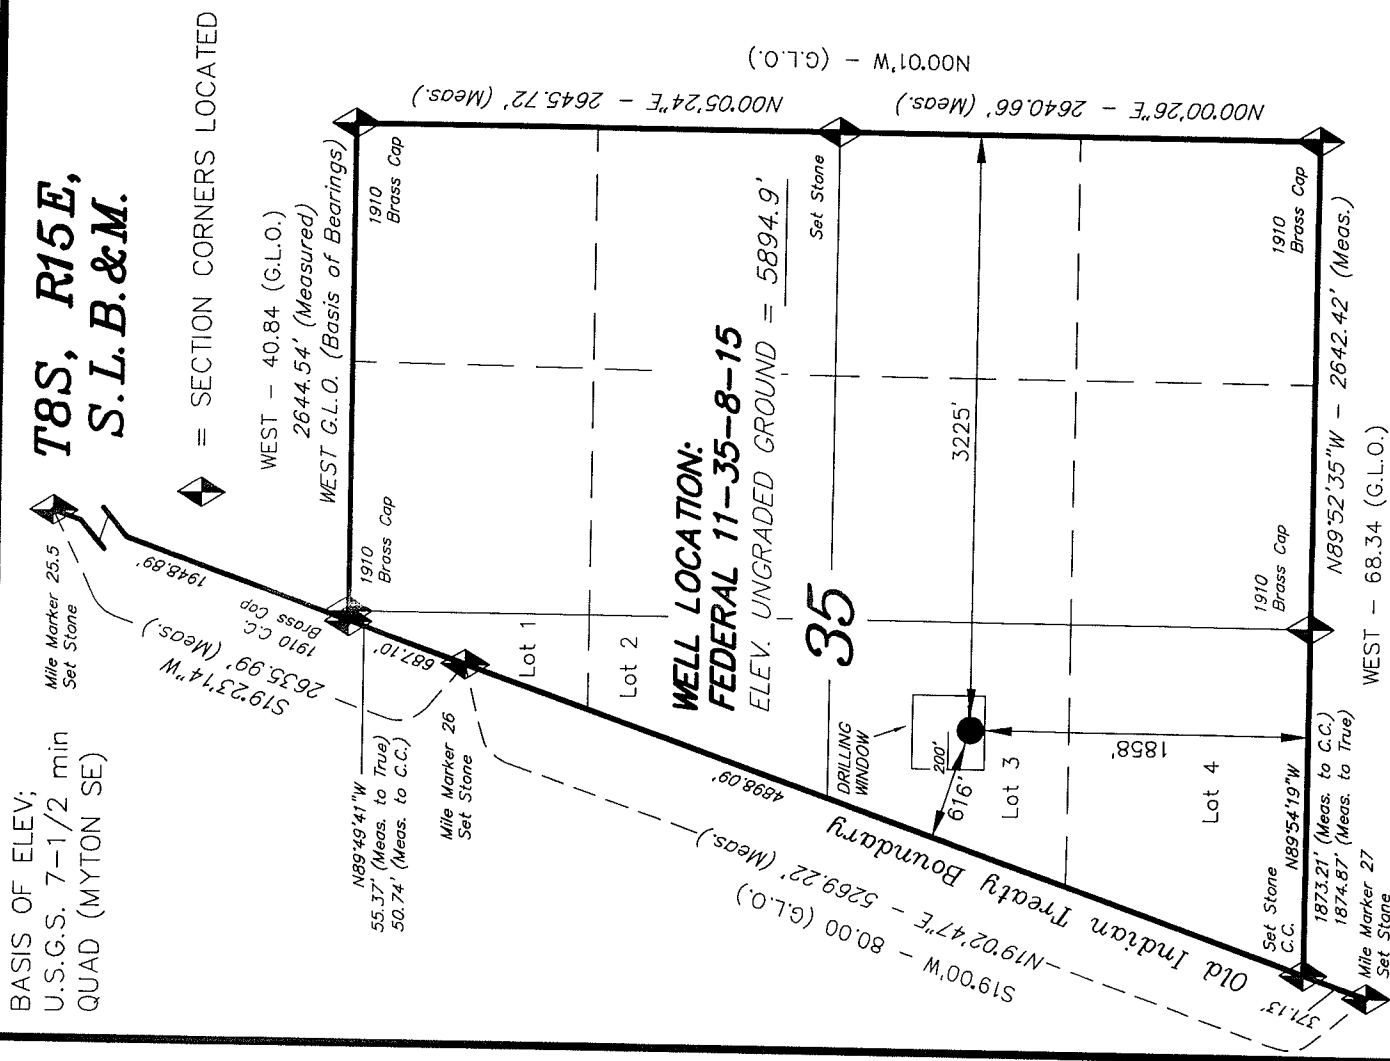 T8S, R15E,
S.L.B.&M.
BASIS OF ELEV;
U.S.G.S. 7-1/2 min
QUAD (MYTON SE)
= SECTION CORNERS LOCATED
Mile Marker 25.5
Set Stone
1948.89'
WEST - 40.84 (G.L.O.)
2644.54' (Measured)
WEST G.L.O. (Basis of Bearings)
S19°23'14"W
2635.99' (Meas.)
1910 C.C.
Brass Cap
1910
Brass Cap
1910
Brass Cap
687.10'
N89°49'41"W
55.37' (Meas. to True)
50.74' (Meas. to C.C.)
Mile Marker 26
Set Stone
Lot 1
Lot 2
WELL LOCATION:
FEDERAL 11-35-8-15
ELEV. UNGRADED GROUND = 5894.9'
35
Set Stone
N00°05'24"E - 2645.72' (Meas.)
N00°01'W - (G.L.O.)
N00°00'26"E - 2640.66' (Meas.)
4898.09'
DRILLING
WINDOW
200'
616'
3225'
1858'
Lot 3
Lot 4
Old Indian Treaty Boundary
N19°02'47"E - 5269.22' (Meas.)
S19°00'W - 80.00 (G.L.O.)
Set Stone
C.C.
371.13'
Mile Marker 27
Set Stone
N89°54'19"W
1873.21' (Meas. to C.C.)
1874.87' (Meas. to True)
1910
Brass Cap
1910
Brass Cap
N89°52'35"W - 2642.42' (Meas.)
WEST - 68.34 (G.L.O.)